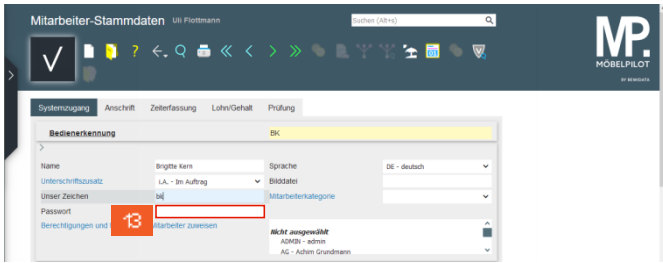 Mitarbeiter-Stammdaten Uli Flottmann
Suchen (Alt+s)
MP.
MÖBELPILOT
BY BEWIDATA
Systemzugang Anschrift Zeiterfassung Lohn/Gehalt Prüfung
Bedienerkennung BK
Name Brigitte Kern Sprache DE - deutsch
Unterschriftszusatz i.A. - Im Auftrag Bilddatei
Unser Zeichen bk Mitarbeiterkategorie
Passwort
13
Berechtigungen und Mitarbeiter zuweisen
Nicht ausgewählt
ADMIN - admin
AG - Achim Grundmann